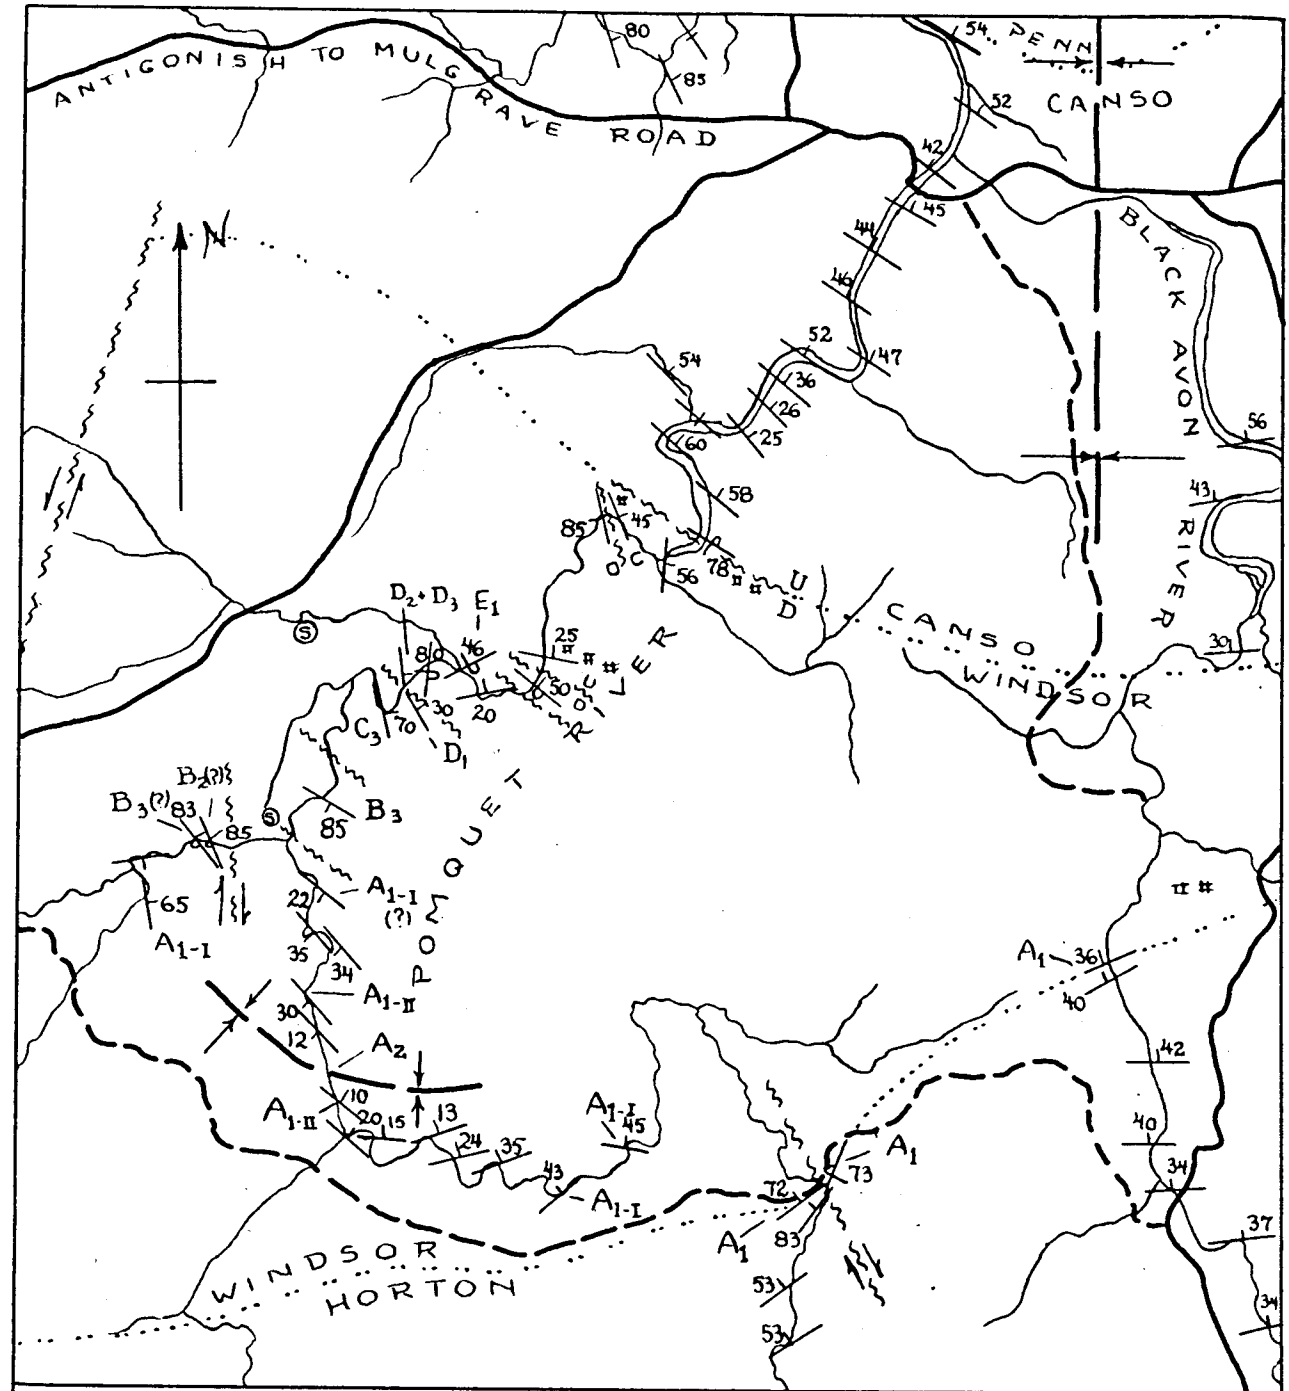 80
54
PENN
85
CANSO
52
ANTIGONISH TO MULGRAVE ROAD
42
45
N
44
46
BLACK AVON RIVER
52
47
54
36
26
25
60
56
58
43
85
45
56
78
U
D
D2 + D3
E1
S
CANSO
WINDSOR
30
80
46
25
50
U
D
30
20
C3
70
D1
POMQUET RIVER
B2(?)
B3(?)
83
85
S
85
B3
A1-I
(?)
22
65
A1-I
35
34
A1-II
30
12
A2
A1
36
40
42
10
A1-II
20
15
13
24
35
A1-I
45
43
A1-I
40
34
A1
73
72
A1
83
37
53
34
53
WINDSOR
HORTON